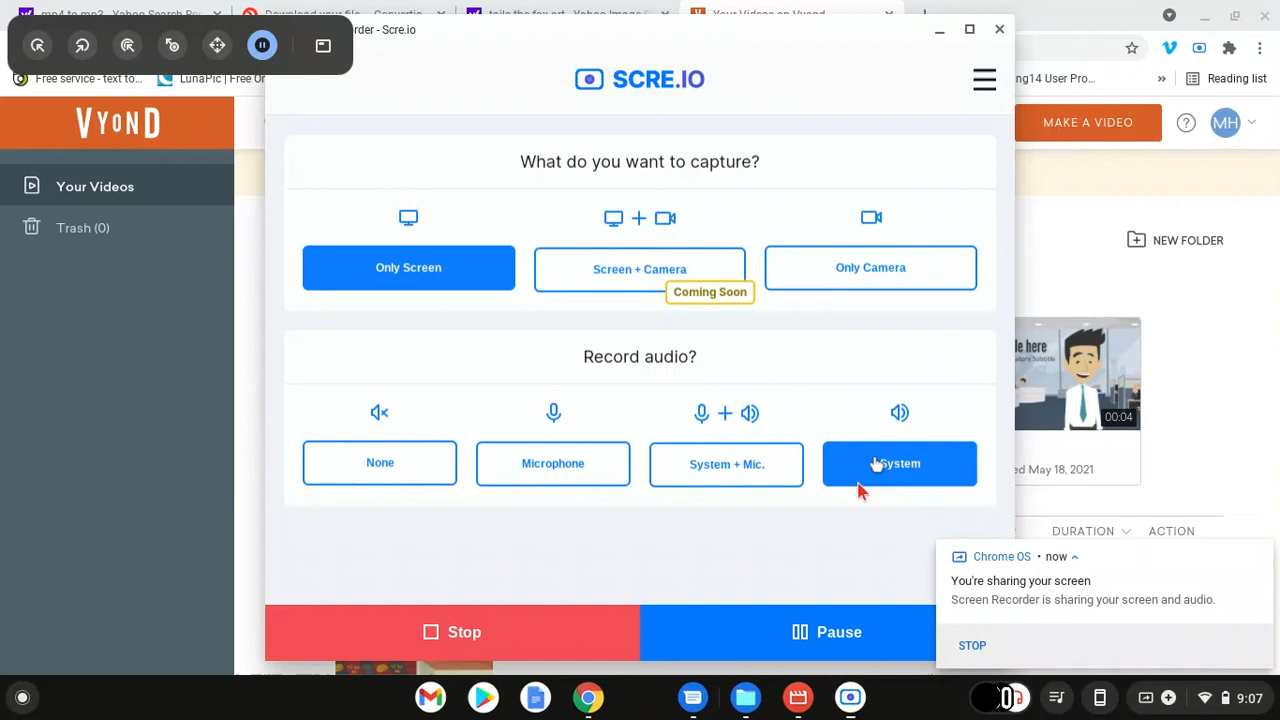 mp4 to mp3 - Yahoo Search Re
Download your file - Convertio
tails the fox art - Yahoo Image
Your Videos on Vyond
order - Scre.io
Free service - text to...
LunaPic | Free On
ng14 User Pro...
»
Reading list
SCRE.IO
VYOND
MAKE A VIDEO
MH
What do you want to capture?
Your Videos
Trash (0)
NEW FOLDER
Only Screen
Screen + Camera
Only Camera
Coming Soon
Record audio?
le here
00:04
None
Microphone
System + Mic.
System
ed May 18, 2021
DURATION
ACTION
Chrome OS • now
You're sharing your screen
Screen Recorder is sharing your screen and audio.
STOP
Stop
Pause
9:07